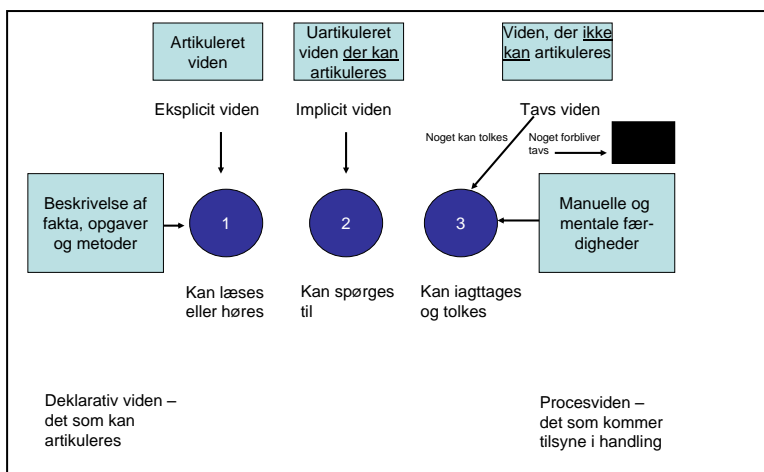 Artikuleret
viden
Uartikuleret
viden der kan
artikuleres
Viden, der ikke
kan artikuleres
Eksplicit viden
Implicit viden
Tavs viden
Noget kan tolkes
Noget forbliver
tavs
Beskrivelse af
fakta, opgaver
og metoder
1
2
3
Manuelle og
mentale fær-
digheder
Kan læses
eller høres
Kan spørges
til
Kan iagttages
og tolkes
Deklarativ viden –
det som kan
artikuleres
Procesviden –
det som kommer
tilsyne i handling